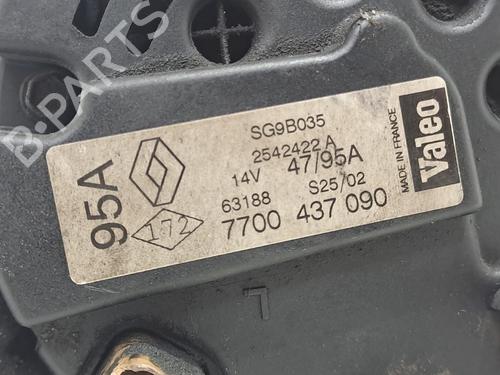 B-PARTS
95A
172
SG9B035
2542422 A
14V 47/95A
63188 S25/02
7700 437 090
MADE IN FRANCE
Valeo